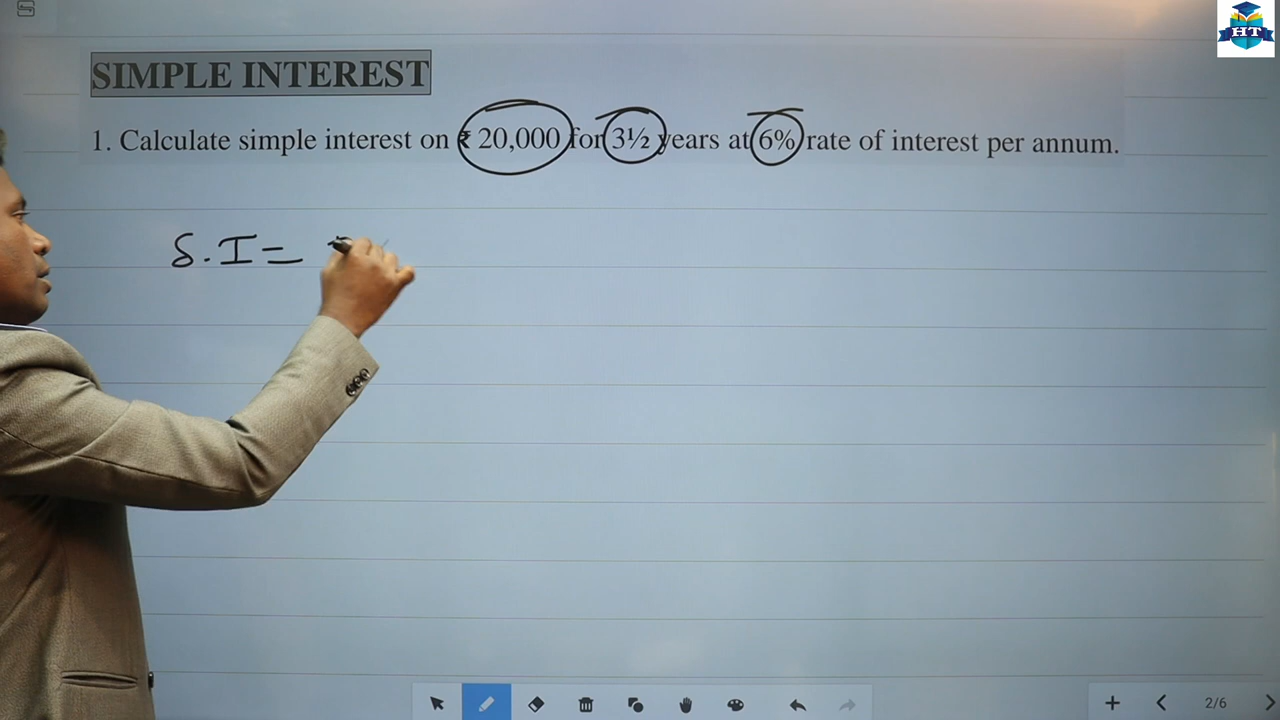 HT
SIMPLE INTEREST
1. Calculate simple interest on ₹ 20,000 for 3½ years at 6% rate of interest per annum.
S.I=
2/6